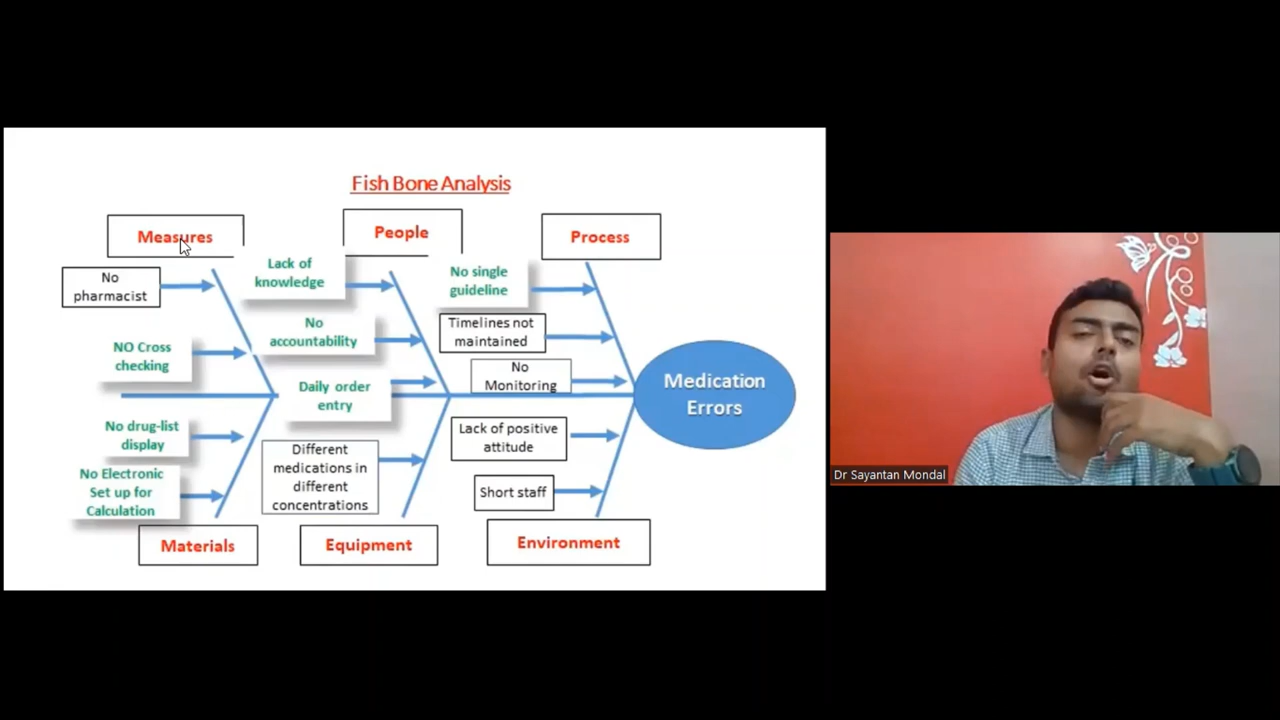 Fish Bone Analysis
Measures
People
Process
No
pharmacist
Lack of
knowledge
No single
guideline
No
accountability
Timelines not
maintained
NO Cross
checking
No
Monitoring
Daily order
entry
Medication
Errors
No drug-list
display
Lack of positive
attitude
Different
medications in
different
concentrations
No Electronic
Set up for
Calculation
Short staff
Materials
Equipment
Environment
Dr Sayantan Mondal